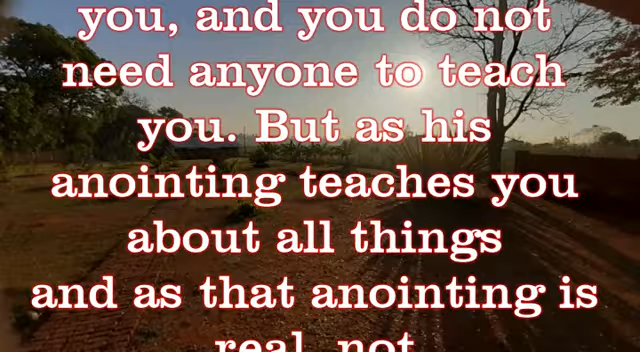 you, and you do not
need anyone to teach
you. But as his
anointing teaches you
about all things
and as that anointing is
real, not